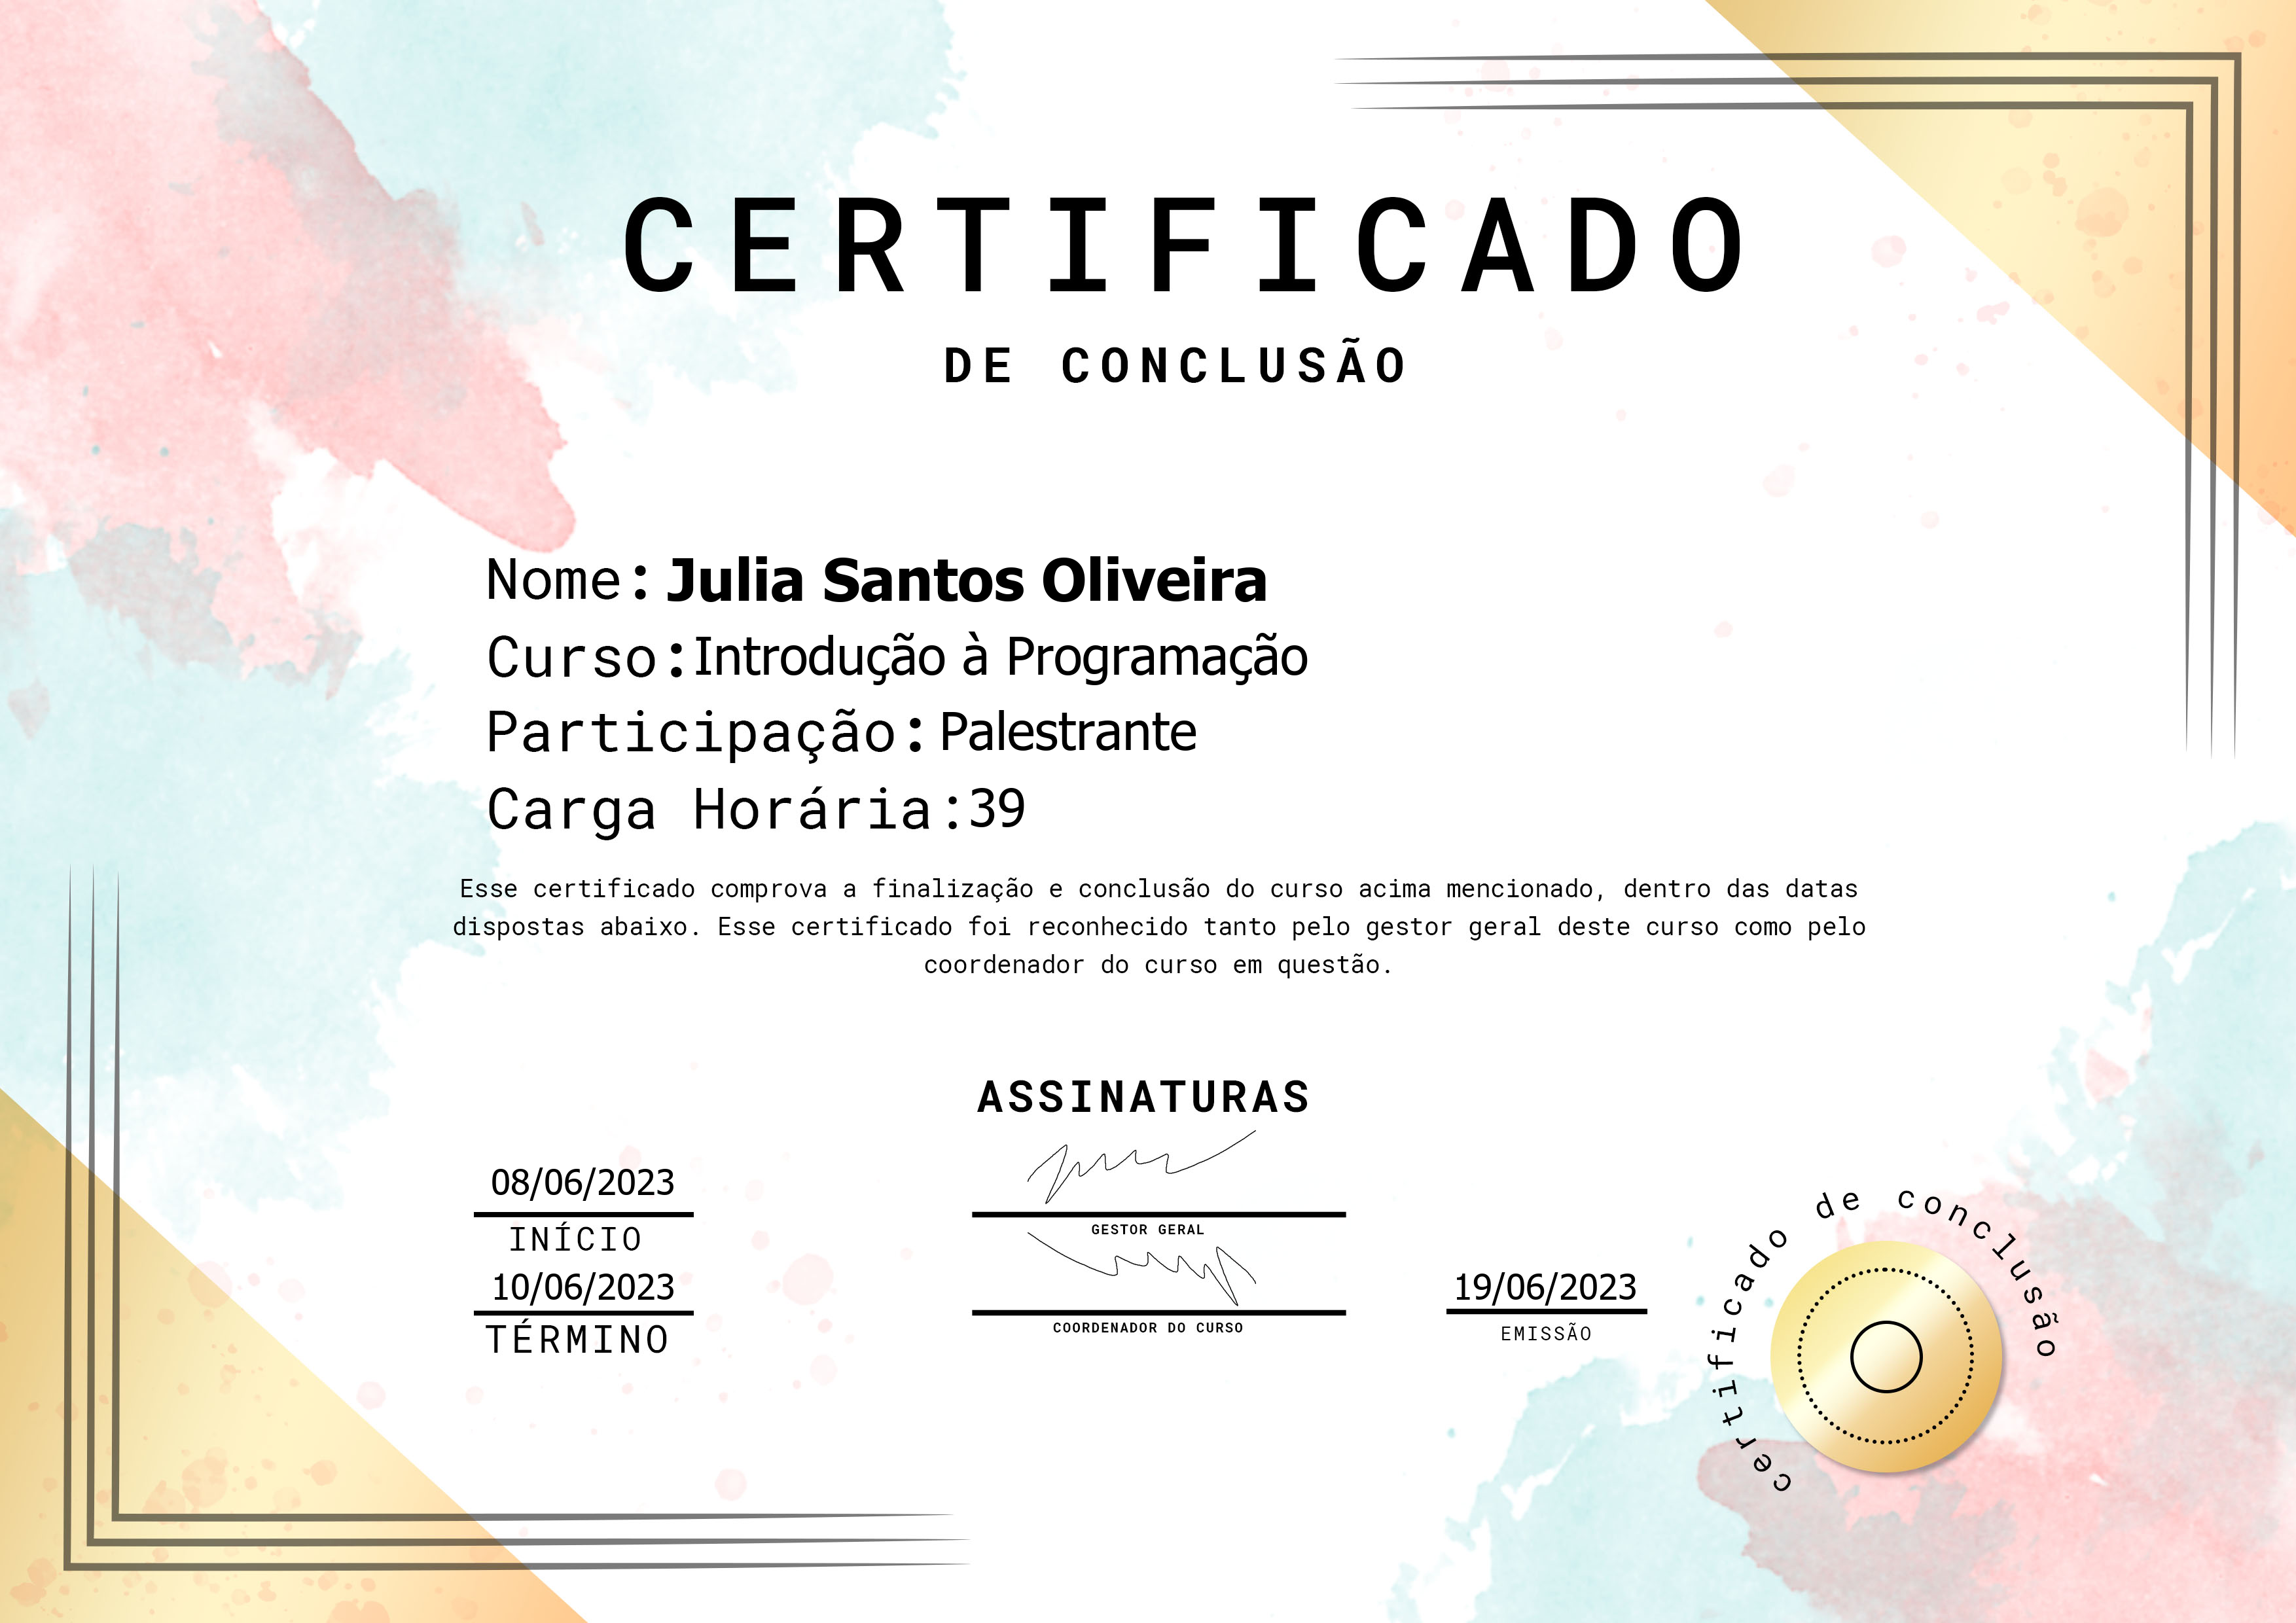 CERTIFICADO
DE CONCLUSÃO
Nome: Julia Santos Oliveira
Curso:Introdução à Programação
Participação: Palestrante
Carga Horária:39
Esse certificado comprova a finalização e conclusão do curso acima mencionado, dentro das datas
dispostas abaixo. Esse certificado foi reconhecido tanto pelo gestor geral deste curso como pelo
coordenador do curso em questão.
ASSINATURAS
08/06/2023
INÍCIO
GESTOR GERAL
10/06/2023
TÉRMINO
COORDENADOR DO CURSO
19/06/2023
EMISSÃO
certificado de conclusão